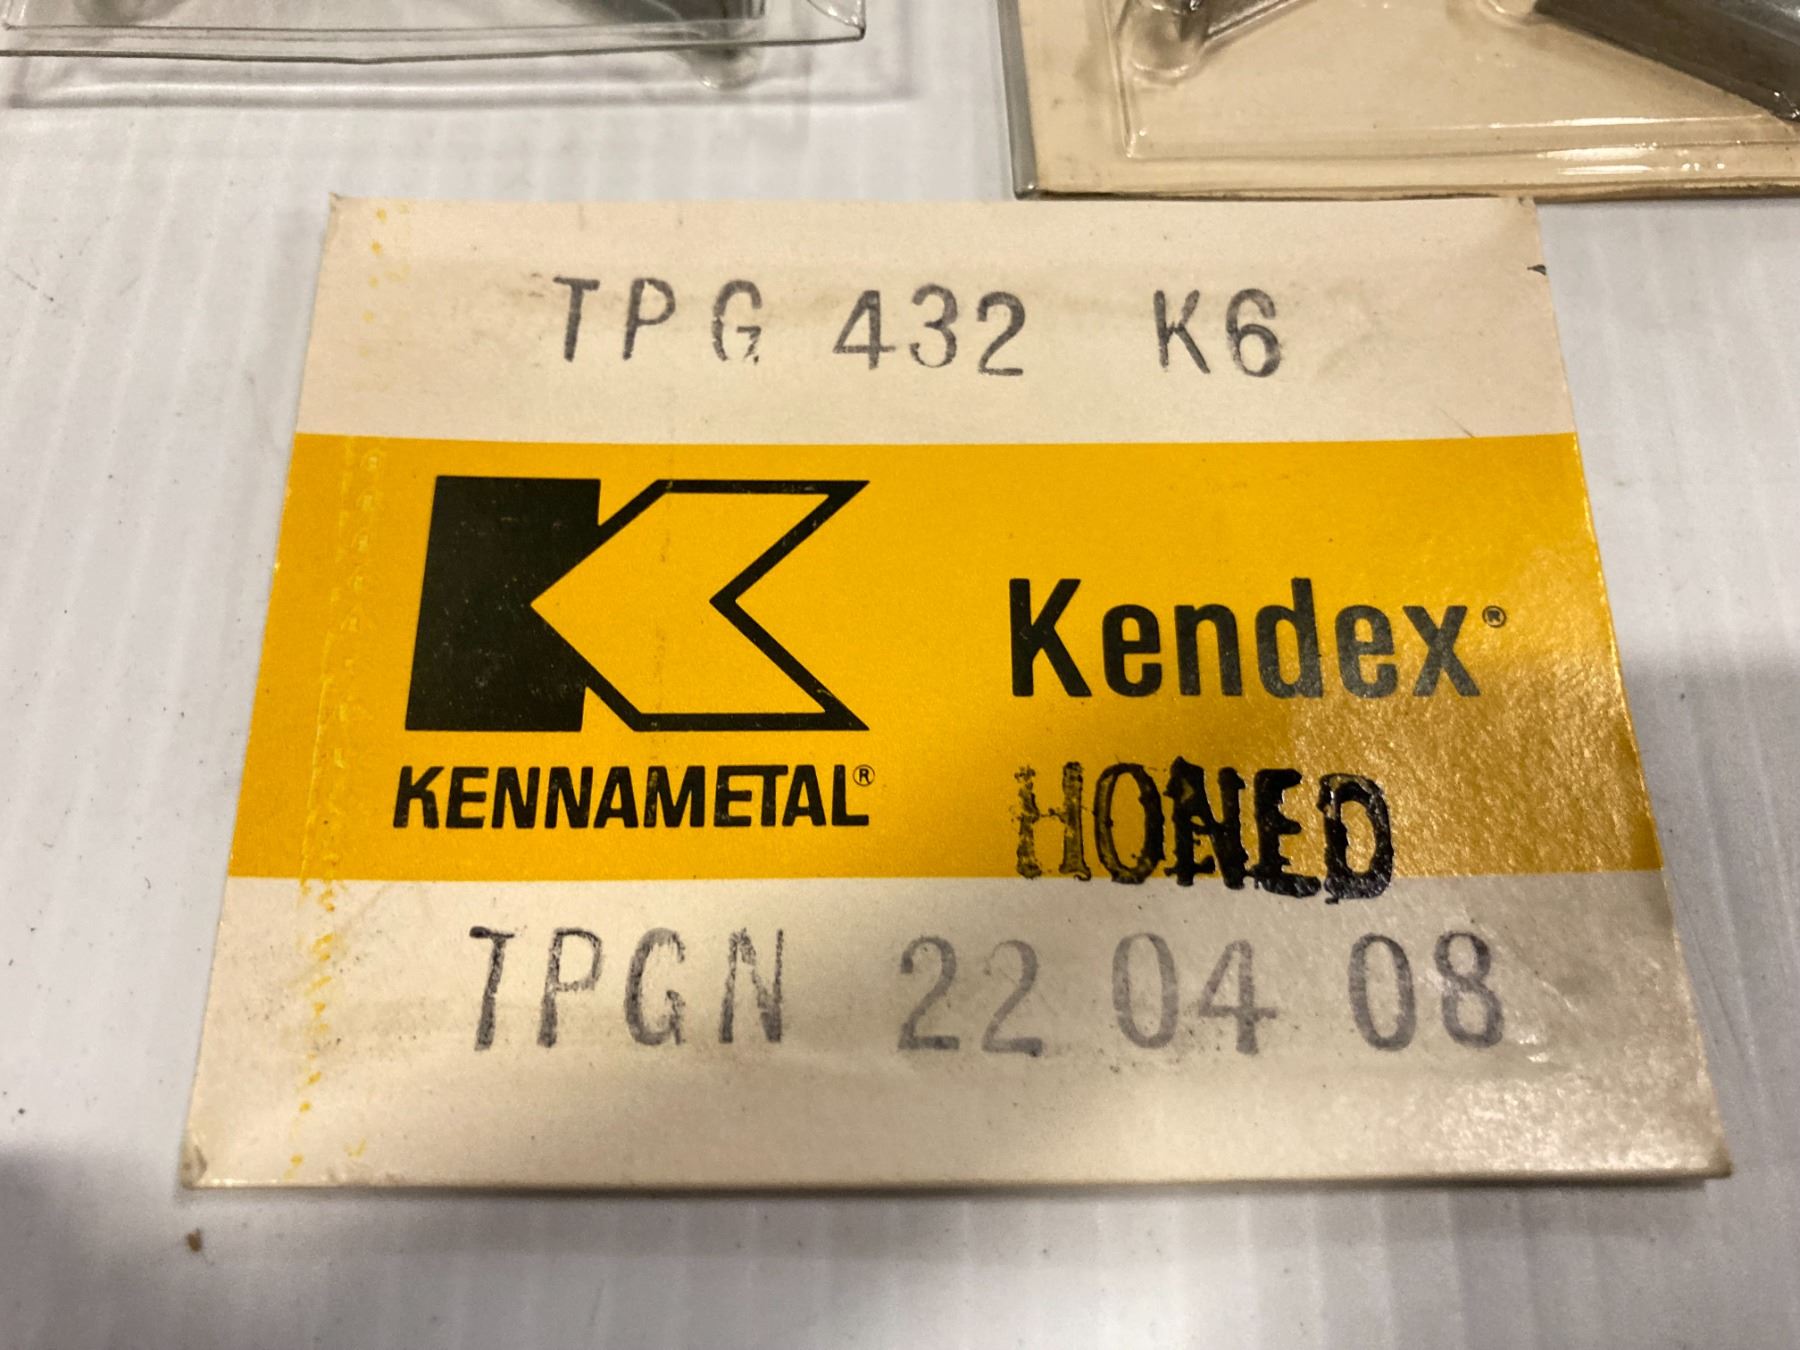 TPG 432 K6
Kendex®
KENNAMETAL®
HONED
TPGN 22 04 08